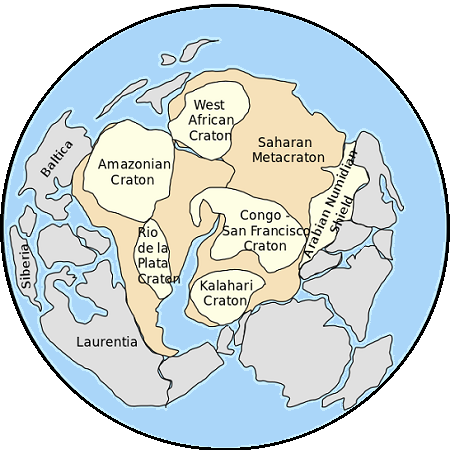 West
African
Craton
Saharan
Metacraton
Baltica
Amazonian
Craton
Arabian Numidian
Shield
Congo
San Francisco
Craton
Rio
de la
Plata
Craton
Siberia
Kalahari
Craton
Laurentia